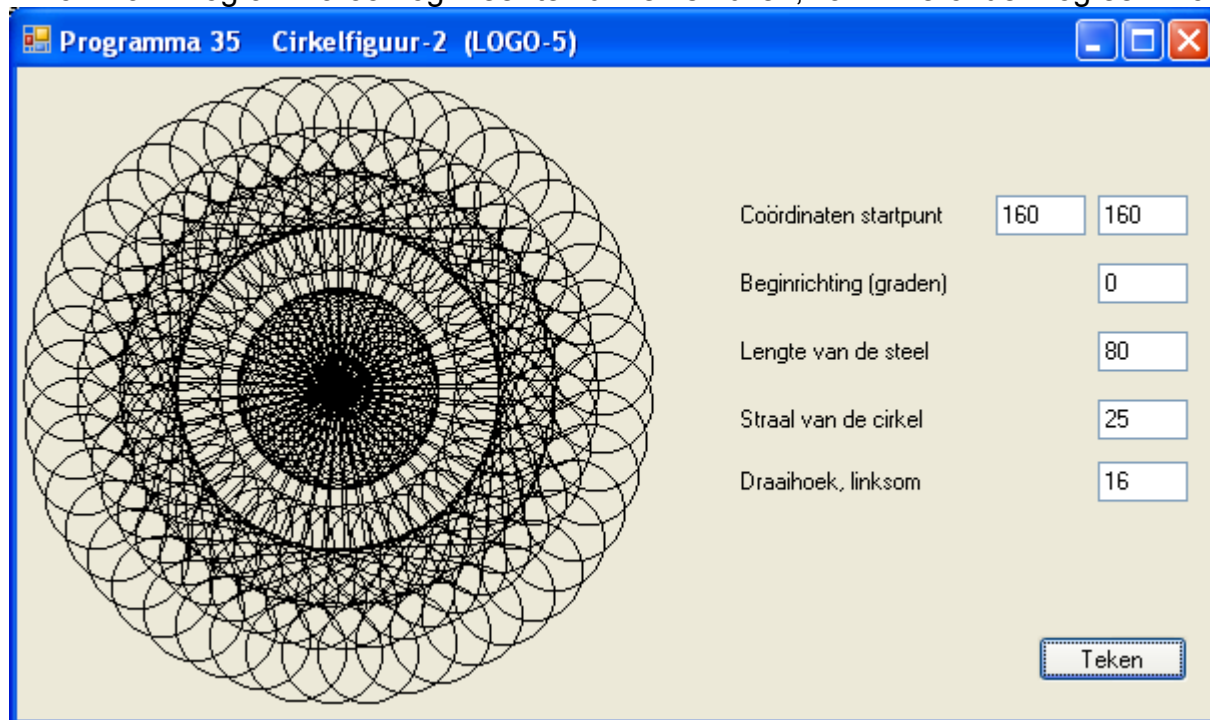 Programma 35 Cirkelfiguur-2 (LOGO-5)
Coördinaten startpunt 160 160
Beginrichting (graden) 0
Lengte van de steel 80
Straal van de cirkel 25
Draaihoek, linksom 16
Teken